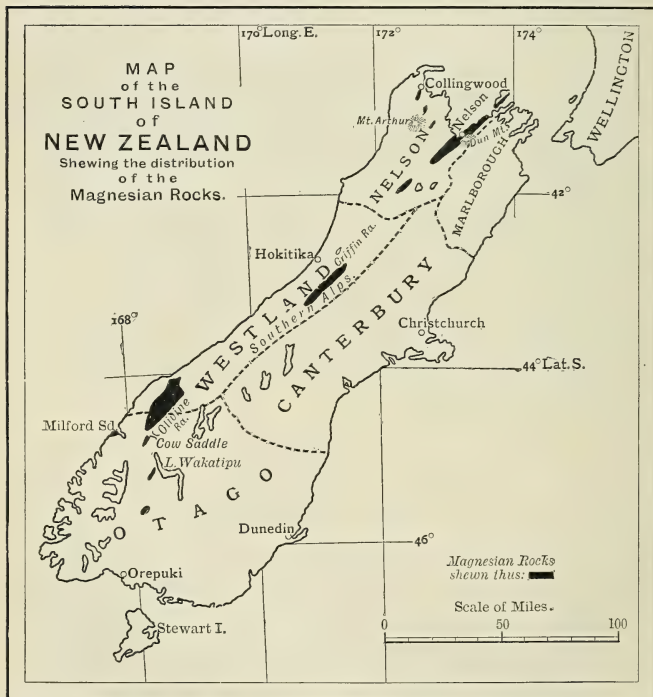 170° Long. E.
172°
174°
MAP
of the
SOUTH ISLAND
of
NEW ZEALAND
Shewing the distribution
of the
Magnesian Rocks.
WELLINGTON
Collingwood
Mt. Arthur
Nelson
Dun Mt.
NELSON
MARLBOROUGH
42°
Hokitika
Griffin Ra.
WESTLAND
Southern Alps.
CANTERBURY
Christchurch
168°
44° Lat. S.
Milford Sd.
Olivine
Ra.
Cow Saddle
L. Wakatipu
OTAGO
Dunedin
46°
Orepuki
Stewart I.
Magnesian Rocks
shewn thus:
Scale of Miles.
0 50 100